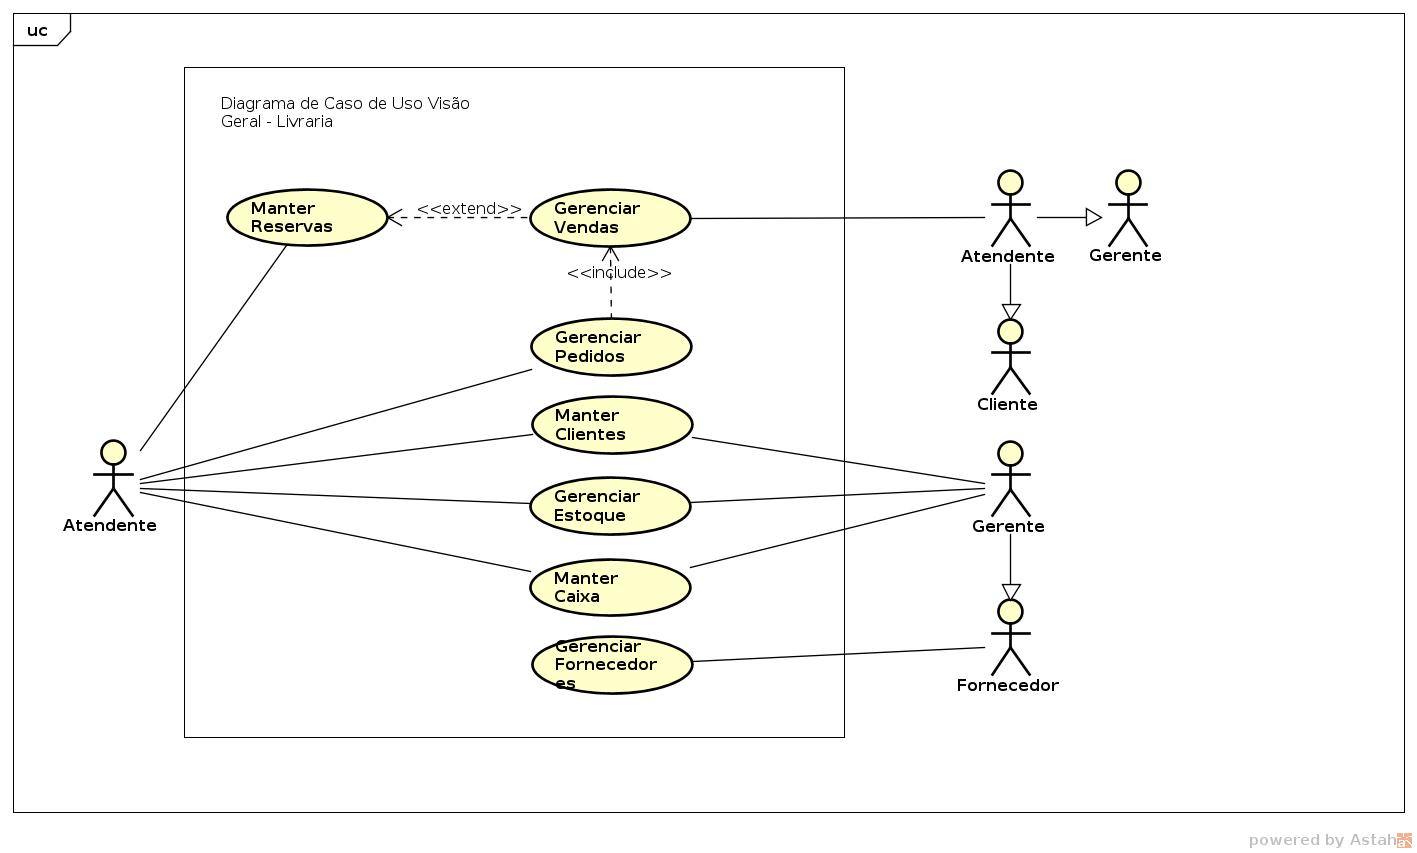 uc
Diagrama de Caso de Uso Visão
Geral - Livraria
Manter
Reservas
<<extend>>
Gerenciar
Vendas
Atendente
Gerente
<<include>>
Gerenciar
Pedidos
Cliente
Manter
Clientes
Atendente
Gerenciar
Estoque
Gerente
Manter
Caixa
Gerenciar
Fornecedor
es
Fornecedor
powered by Astah